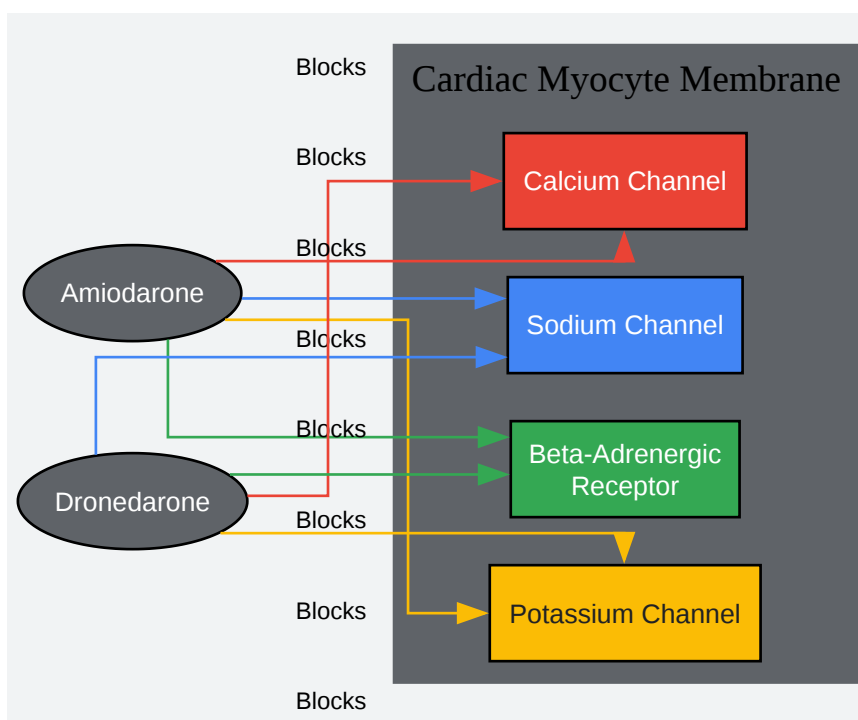 Blocks
Cardiac Myocyte Membrane
Blocks
Calcium Channel
Blocks
Amiodarone
Sodium Channel
Blocks
Blocks
Beta-Adrenergic
Receptor
Dronedarone
Blocks
Blocks
Potassium Channel
Blocks